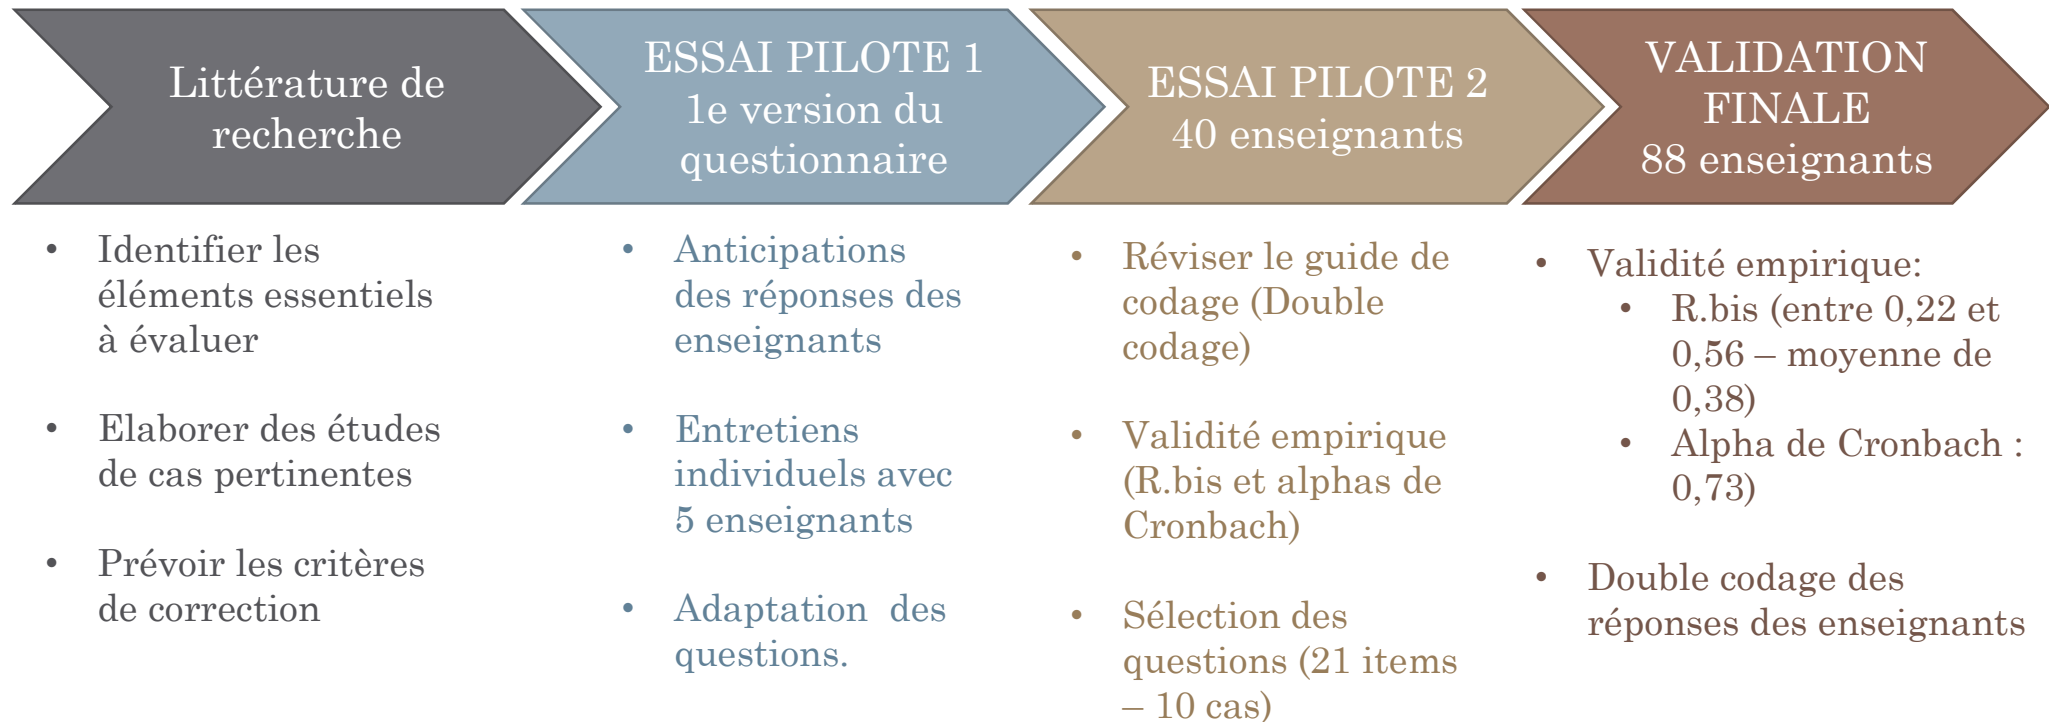 Littérature de
recherche
• Identifier les
éléments essentiels
à évaluer
• Elaborer des études
de cas pertinentes
• Prévoir les critères
de correction
ESSAI PILOTE 1
1e version du
questionnaire
• Anticipations
des réponses des
enseignants
• Entretiens
individuels avec
5 enseignants
• Adaptation des
questions.
ESSAI PILOTE 2
40 enseignants
• Réviser le guide de
codage (Double
codage)
• Validité empirique
(R.bis et alphas de
Cronbach)
• Sélection des
questions (21 items
– 10 cas)
VALIDATION
FINALE
88 enseignants
• Validité empirique:
• R.bis (entre 0,22 et
0,56 – moyenne de
0,38)
• Alpha de Cronbach :
0,73)
• Double codage des
réponses des enseignants